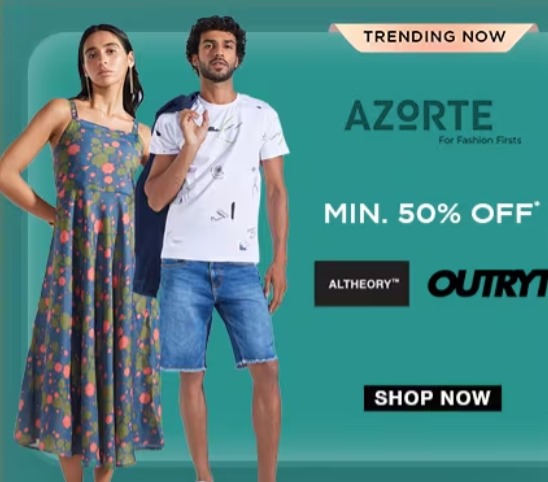 TRENDING NOW
AZORTE
For Fashion Firsts
MIN. 50% OFF*
ALTHEORY™
OUTRYT
SHOP NOW